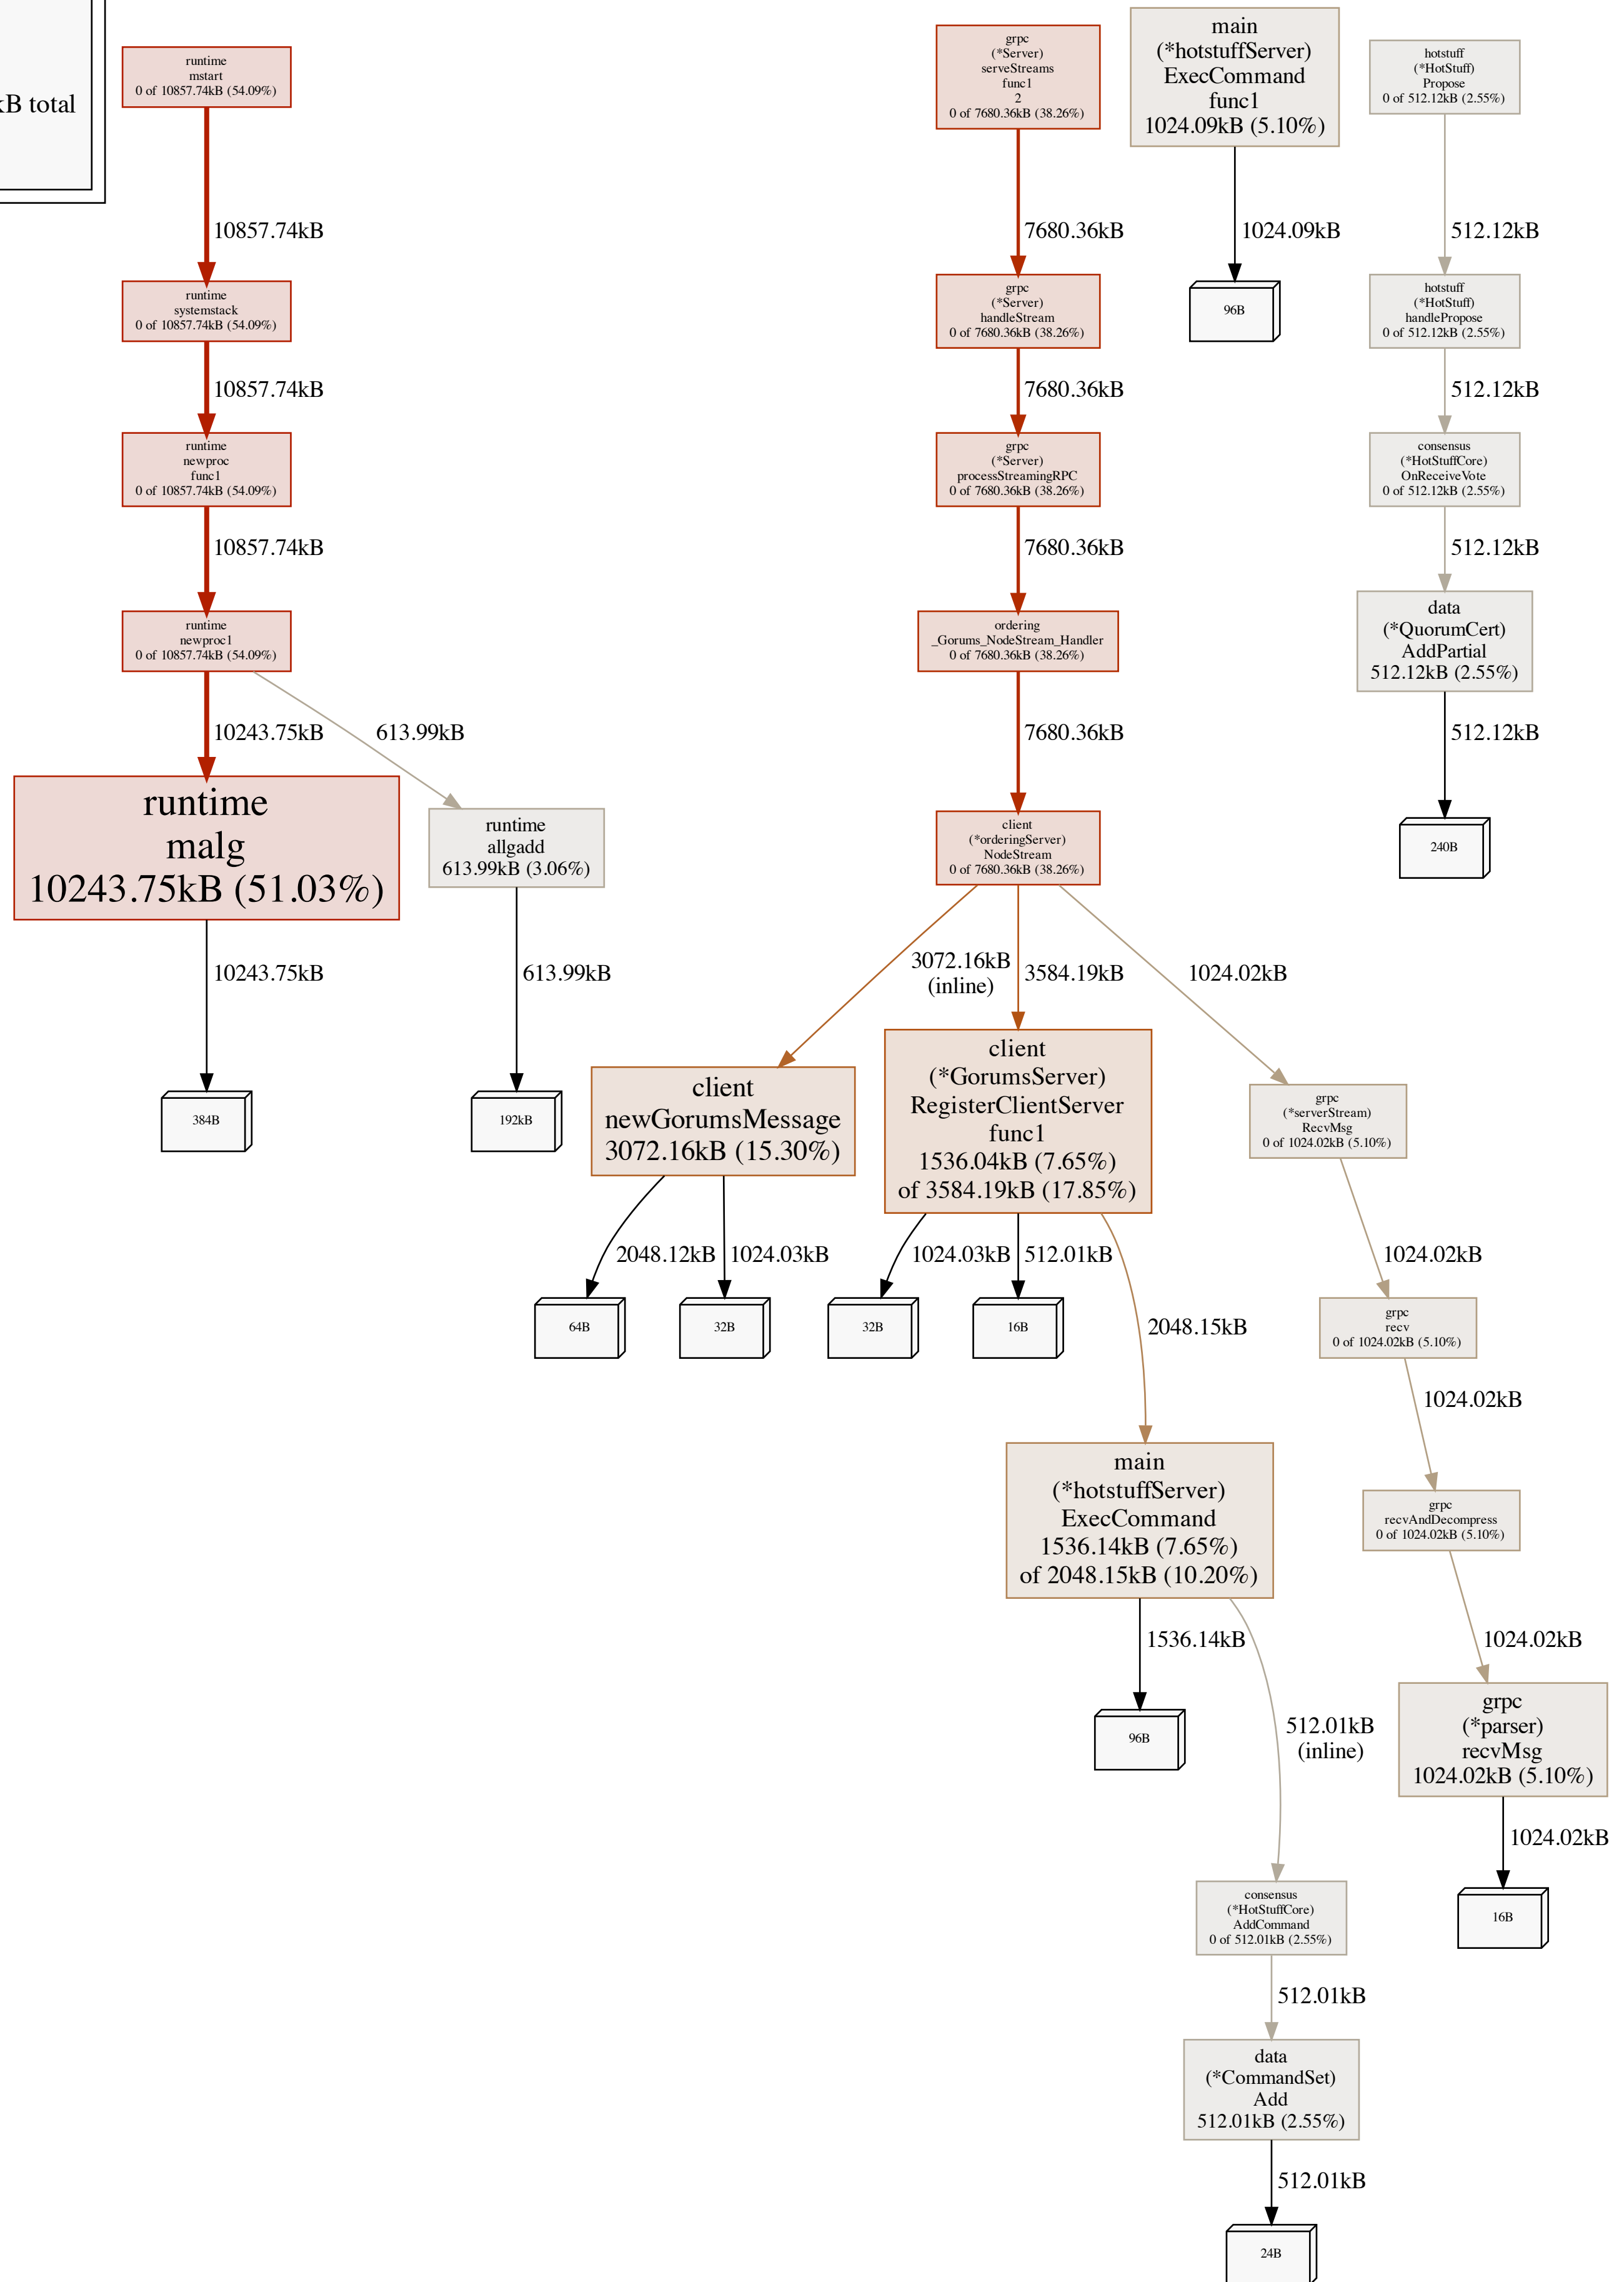 kB total
runtime
mstart
0 of 10857.74kB (54.09%)
10857.74kB
runtime
systemstack
0 of 10857.74kB (54.09%)
10857.74kB
runtime
newproc
func1
0 of 10857.74kB (54.09%)
10857.74kB
runtime
newproc1
0 of 10857.74kB (54.09%)
10243.75kB
613.99kB
runtime
malg
10243.75kB (51.03%)
runtime
allgadd
613.99kB (3.06%)
10243.75kB
613.99kB
384B
192kB
grpc
(*Server)
serveStreams
func1
2
0 of 7680.36kB (38.26%)
7680.36kB
grpc
(*Server)
handleStream
0 of 7680.36kB (38.26%)
7680.36kB
grpc
(*Server)
processStreamingRPC
0 of 7680.36kB (38.26%)
7680.36kB
ordering
_Gorums_NodeStream_Handler
0 of 7680.36kB (38.26%)
7680.36kB
client
(*orderingServer)
NodeStream
0 of 7680.36kB (38.26%)
3072.16kB
(inline)
3584.19kB
1024.02kB
client
newGorumsMessage
3072.16kB (15.30%)
2048.12kB
1024.03kB
64B
32B
client
(*GorumsServer)
RegisterClientServer
func1
1536.04kB (7.65%)
of 3584.19kB (17.85%)
1024.03kB
512.01kB
2048.15kB
32B
16B
main
(*hotstuffServer)
ExecCommand
1536.14kB (7.65%)
of 2048.15kB (10.20%)
1536.14kB
512.01kB
(inline)
96B
consensus
(*HotStuffCore)
AddCommand
0 of 512.01kB (2.55%)
512.01kB
data
(*CommandSet)
Add
512.01kB (2.55%)
512.01kB
24B
grpc
(*serverStream)
RecvMsg
0 of 1024.02kB (5.10%)
1024.02kB
grpc
recv
0 of 1024.02kB (5.10%)
1024.02kB
grpc
recvAndDecompress
0 of 1024.02kB (5.10%)
1024.02kB
grpc
(*parser)
recvMsg
1024.02kB (5.10%)
1024.02kB
16B
main
(*hotstuffServer)
ExecCommand
func1
1024.09kB (5.10%)
1024.09kB
96B
hotstuff
(*HotStuff)
Propose
0 of 512.12kB (2.55%)
512.12kB
hotstuff
(*HotStuff)
handlePropose
0 of 512.12kB (2.55%)
512.12kB
consensus
(*HotStuffCore)
OnReceiveVote
0 of 512.12kB (2.55%)
512.12kB
data
(*QuorumCert)
AddPartial
512.12kB (2.55%)
512.12kB
240B